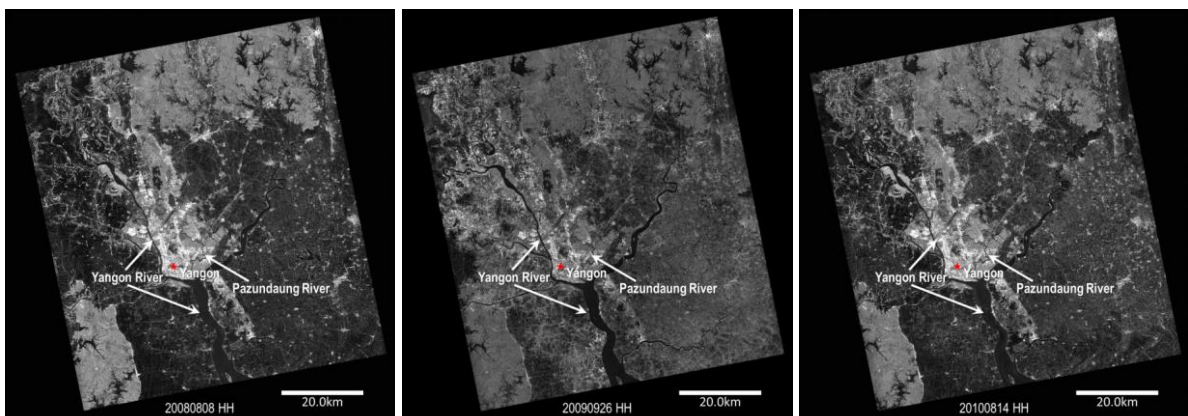 Yangon River
Yangon
Pazundaung River
20.0km
20080808 HH
Yangon River
Yangon
Pazundaung River
20.0km
20090926 HH
Yangon River
Yangon
Pazundaung River
20.0km
20100814 HH